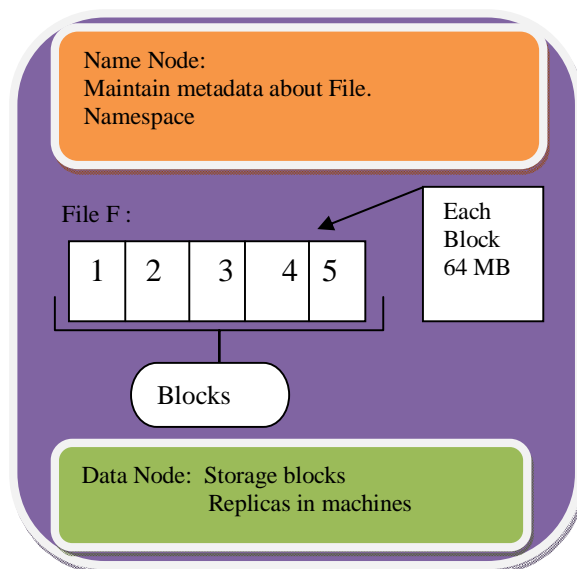 Name Node:
Maintain metadata about File.
Namespace
File F :
Each
Block
64 MB
1 2 3 4 5
Blocks
Data Node: Storage blocks
Replicas in machines